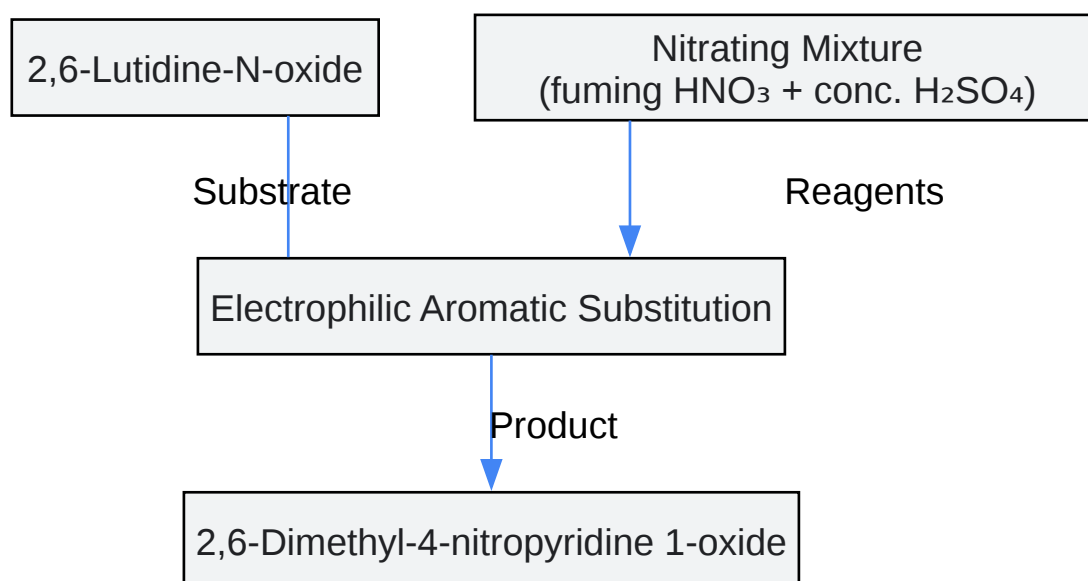 2,6-Lutidine-N-oxide
Nitrating Mixture
(fuming HNO₃ + conc. H₂SO₄)
Substrate
Reagents
Electrophilic Aromatic Substitution
Product
2,6-Dimethyl-4-nitropyridine 1-oxide